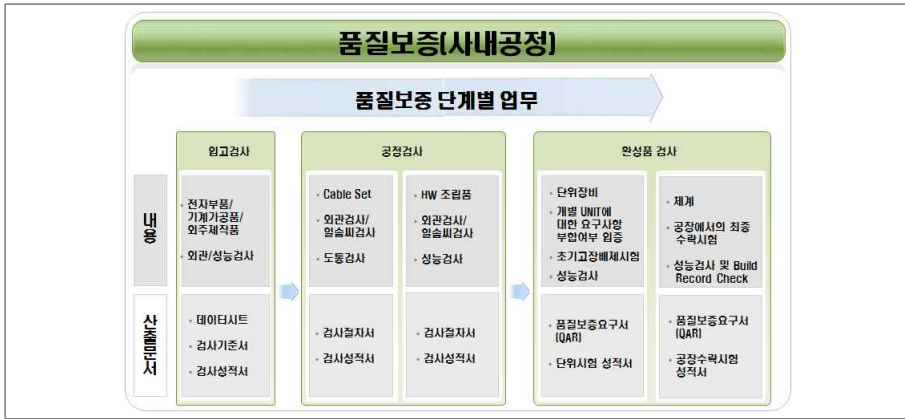 품질보증(사내공정)
품질보증 단계별 업무
입고검사
공정검사
완성품 검사
내용
• 전자부품/
기계가공품/
외주제작품
• 외관/성능검사
• Cable Set
• 외관검사/
일솜씨검사
• 도통검사
• HW 조립품
• 외관검사/
일솜씨검사
• 성능검사
• 단위장비
• 개별 UNIT에
대한 요구사항
부합여부 입증
• 초기고장배제시험
• 성능검사
• 체계
• 공장에서의 최종
수락시험
• 성능검사 및 Build
Record Check
산출문서
• 데이터시트
• 검사기준서
• 검사성적서
• 검사절차서
• 검사성적서
• 검사절차서
• 검사성적서
• 품질보증요구서
(QAR)
• 단위시험 성적서
• 품질보증요구서
(QAR)
• 공장수락시험
성적서